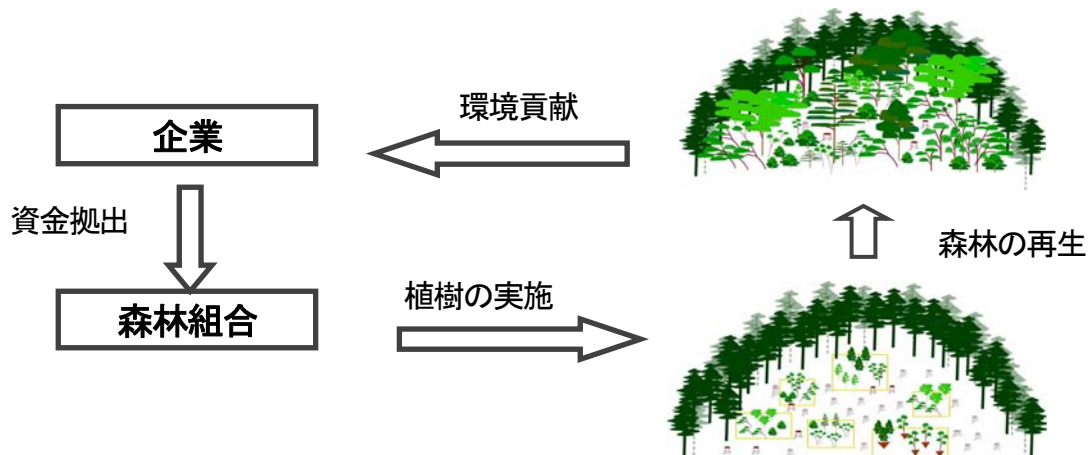 環境貢献
企業
資金拠出
森林の再生
植樹の実施
森林組合